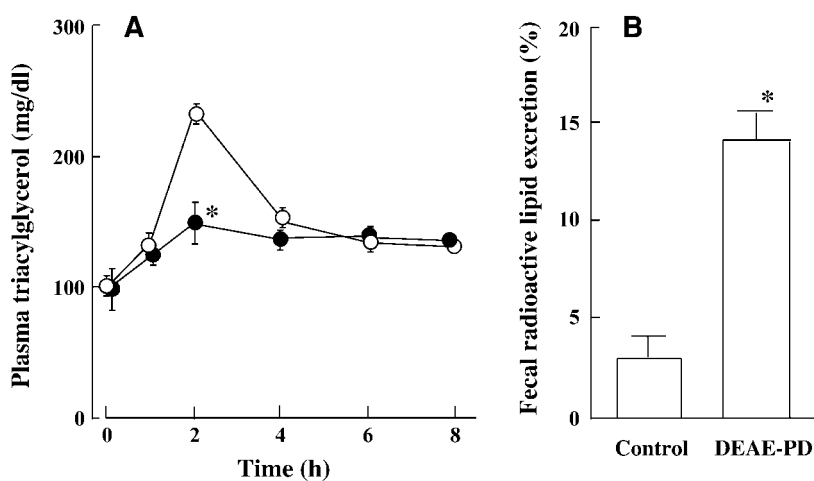 A
Plasma triacylglycerol (mg/dl)
300
200
100
0
*
0 2 4 6 8
Time (h)
B
Fecal radioactive lipid excretion (%)
20
15
10
5
0
*
Control DEAE-PD